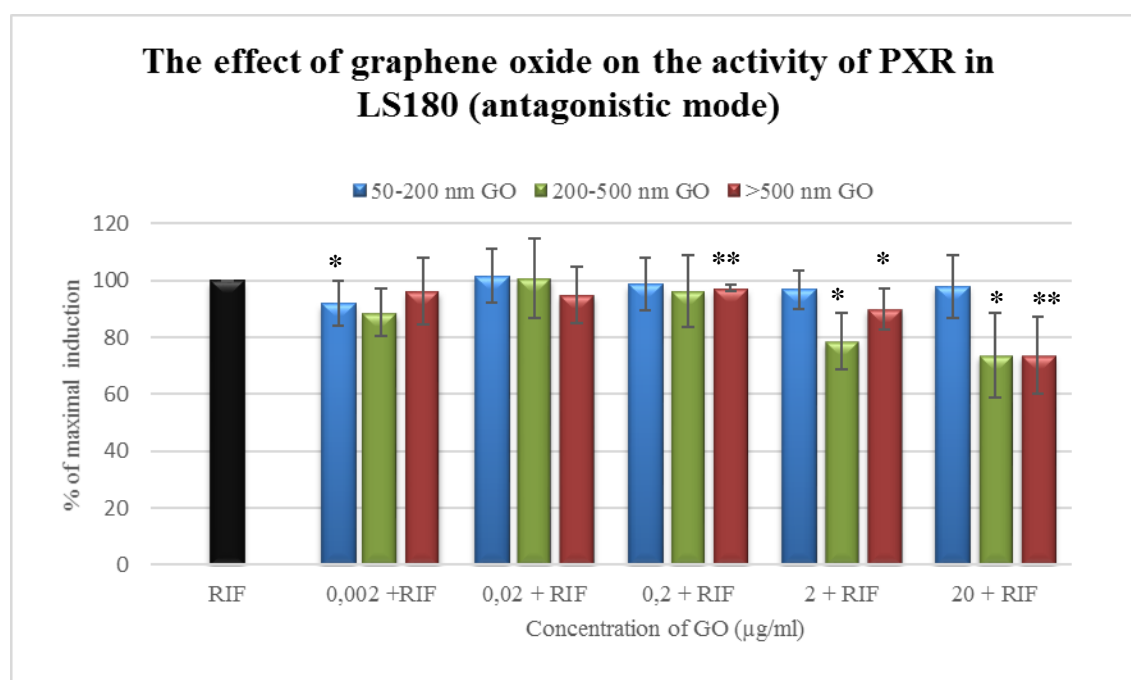 The effect of graphene oxide on the activity of PXR in
LS180 (antagonistic mode)
50-200 nm GO 200-500 nm GO >500 nm GO
% of maximal induction
120
100
80
60
40
20
0
* ** * * * **
RIF 0,002 +RIF 0,02 + RIF 0,2 + RIF 2 + RIF 20 + RIF
Concentration of GO (µg/ml)